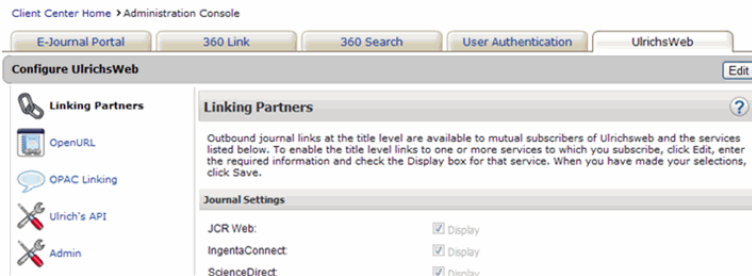 Client Center Home > Administration Console
E-Journal Portal 360 Link 360 Search User Authentication UlrichsWeb
Configure UlrichsWeb Edit
Linking Partners
OpenURL
OPAC Linking
Ulrich's API
Admin
Linking Partners ?
Outbound journal links at the title level are available to mutual subscribers of Ulrichsweb and the services
listed below. To enable the title level links to one or more services to which you subscribe, click Edit, enter
the required information and check the Display box for that service. When you have made your selections,
click Save.
Journal Settings
JCR Web: Display
IngentaConnect: Display
ScienceDirect: Display